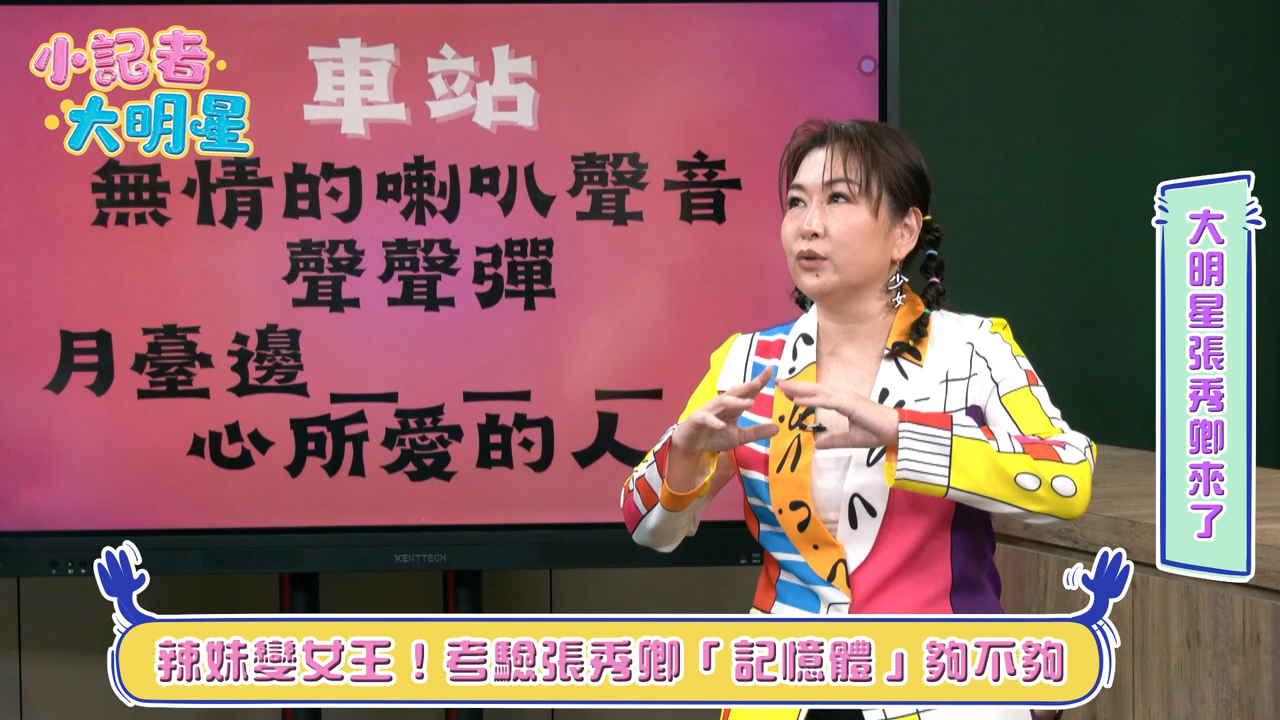 小記者
大明星
車站
無情的喇叭聲音
聲聲彈
月臺邊_ _ _
心所愛的人
KENTTECH
少女
大明星張秀卿來了
辣妹變女王！考驗張秀卿「記憶體」夠不夠